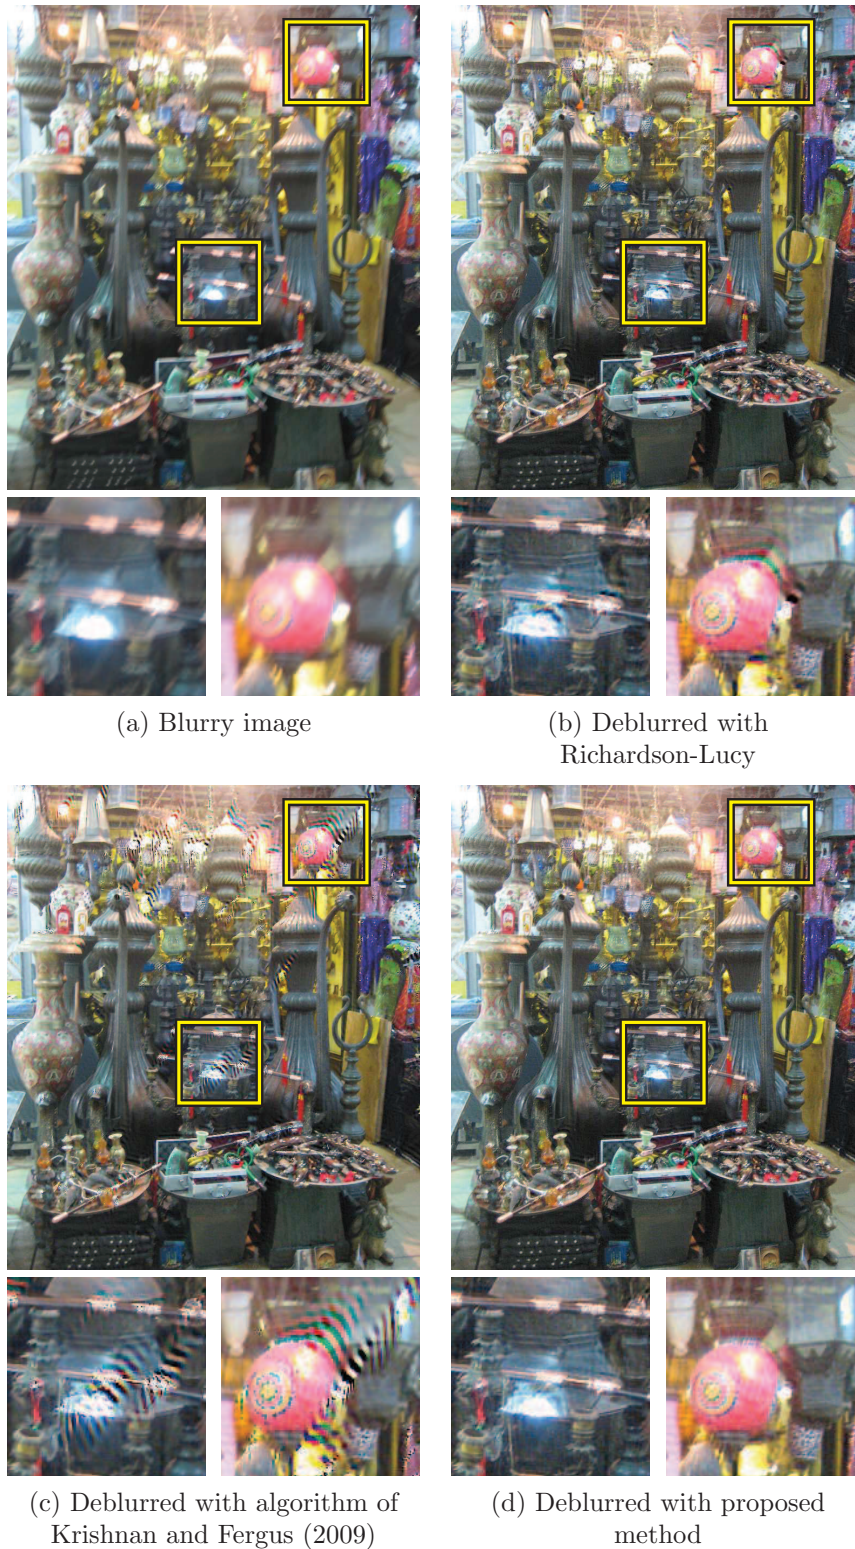 (a) Blurry image
(b) Deblurred with
Richardson-Lucy
(c) Deblurred with algorithm of
Krishnan and Fergus (2009)
(d) Deblurred with proposed
method